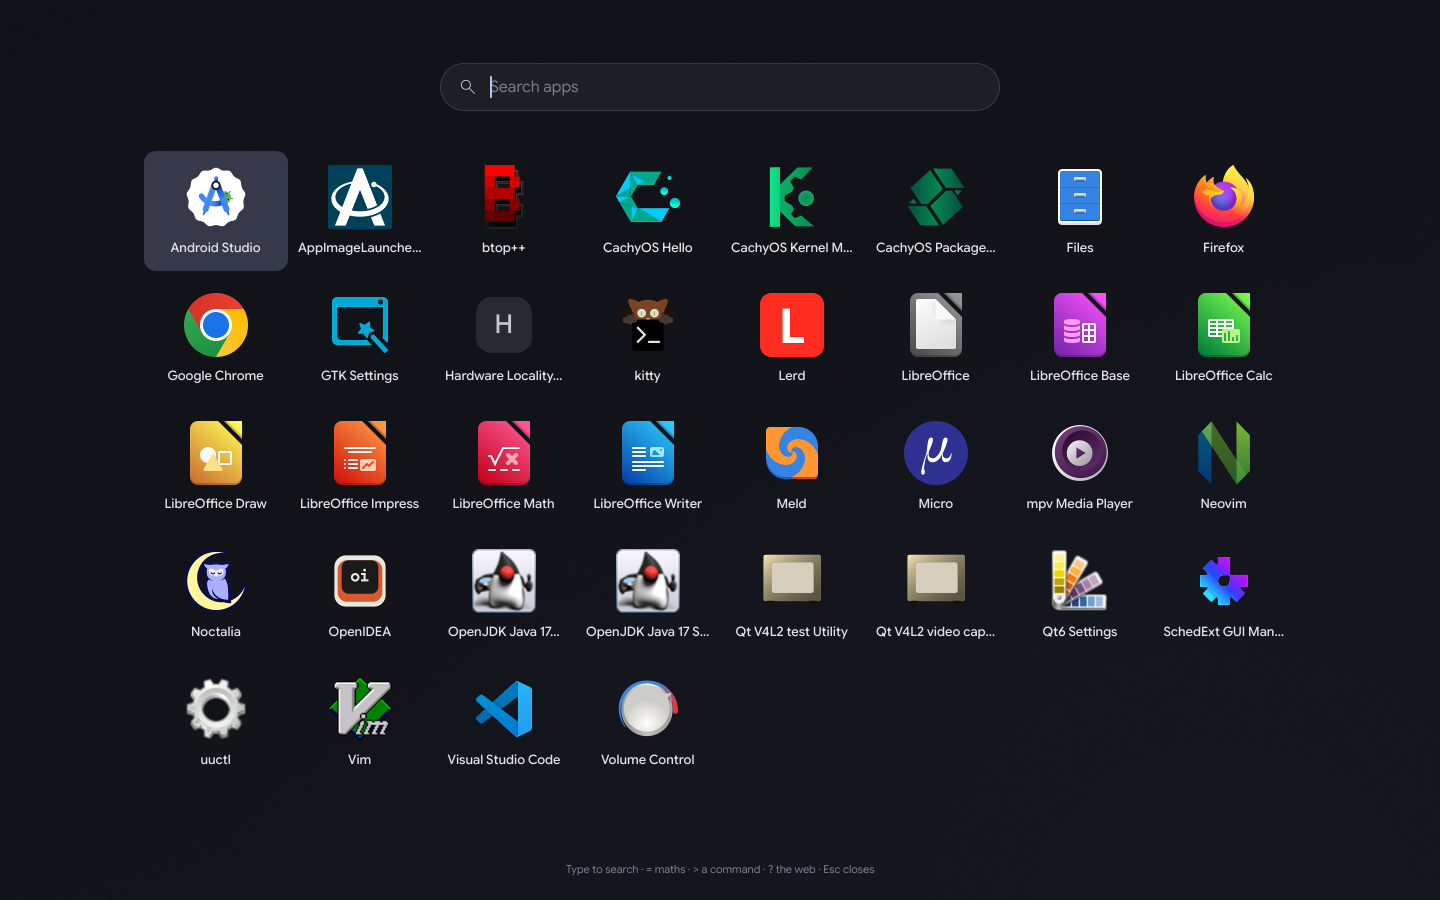 Search apps
Android Studio
AppImageLaunche...
btop++
CachyOS Hello
CachyOS Kernel M...
CachyOS Package...
Files
Firefox
Google Chrome
GTK Settings
H
Hardware Locality...
kitty
L
Lerd
LibreOffice
LibreOffice Base
LibreOffice Calc
LibreOffice Draw
LibreOffice Impress
LibreOffice Math
LibreOffice Writer
Meld
μ
Micro
mpv Media Player
Neovim
Noctalia
oi
OpenIDEA
OpenJDK Java 17...
OpenJDK Java 17 S...
Qt V4L2 test Utility
Qt V4L2 video cap...
Qt6 Settings
SchedExt GUI Man...
uuctl
Vim
Vim
Visual Studio Code
Volume Control
Type to search · = maths · > a command · ? the web · Esc closes